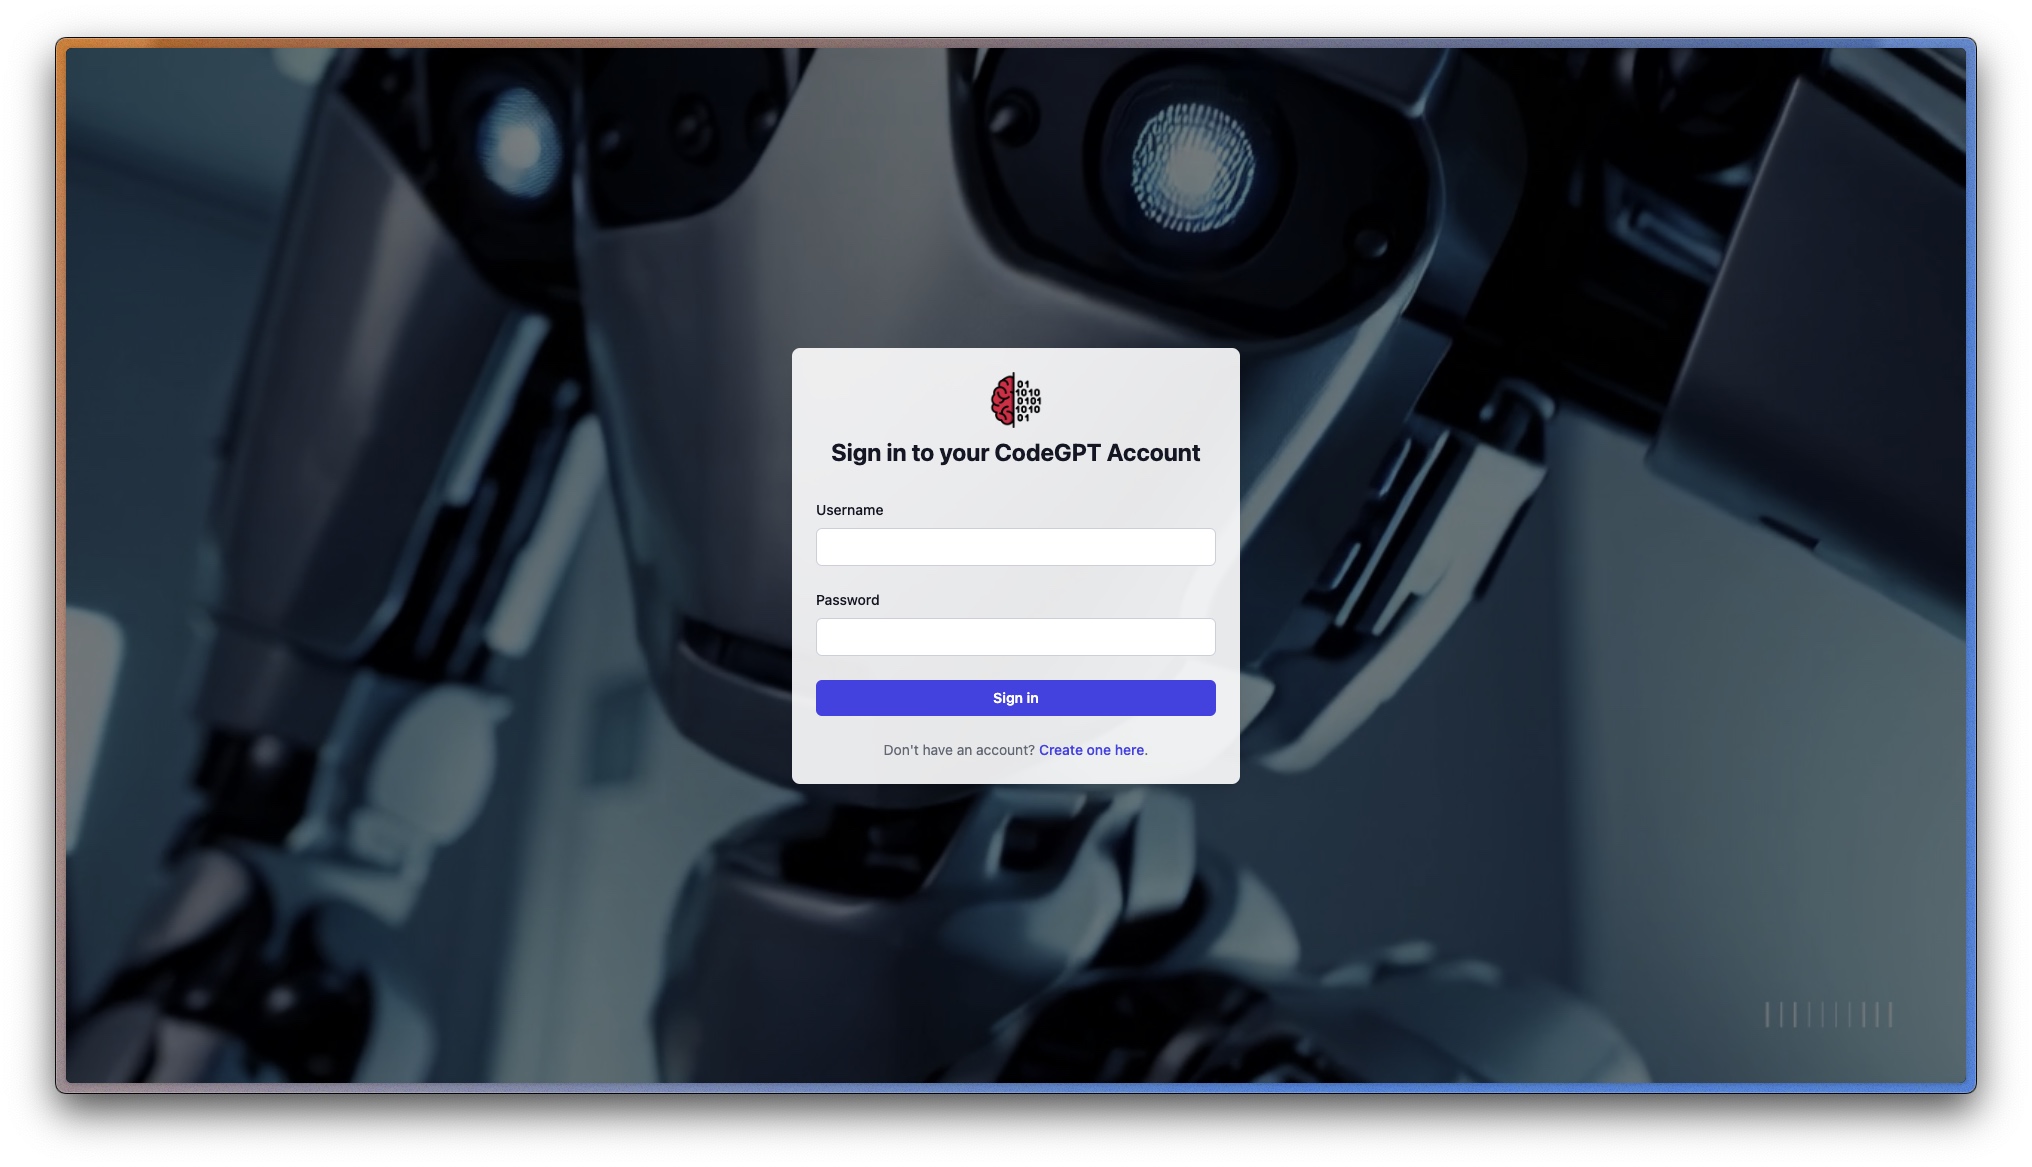 01
1010
0101
1010
01
Sign in to your CodeGPT Account
Username
Password
Sign in
Don't have an account? Create one here.